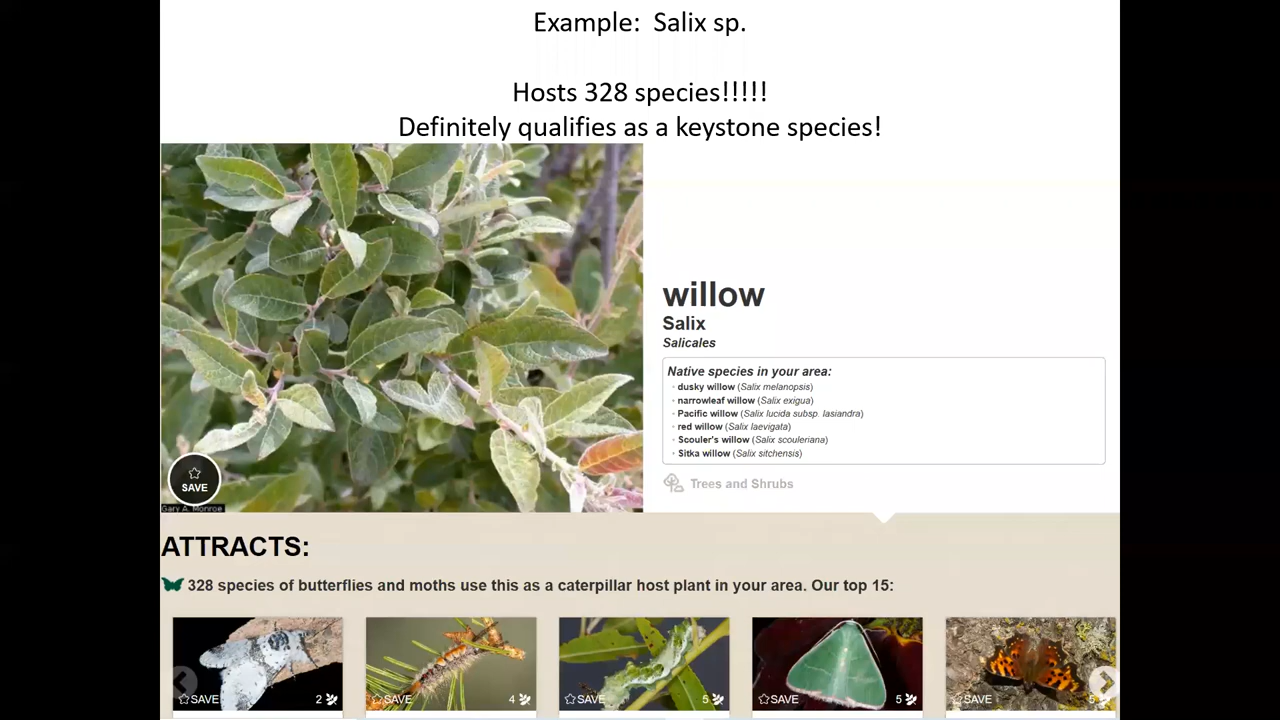 Example:  Salix sp.
Hosts 328 species!!!!!
Definitely qualifies as a keystone species!
willow
Salix
Salicales
Native species in your area:
· dusky willow (Salix melanopsis)
· narrowleaf willow (Salix exigua)
· Pacific willow (Salix lucida subsp. lasiandra)
· red willow (Salix laevigata)
· Scouler's willow (Salix scouleriana)
· Sitka willow (Salix sitchensis)
SAVE
Trees and Shrubs
Gary A. Monroe
ATTRACTS:
328 species of butterflies and moths use this as a caterpillar host plant in your area. Our top 15:
SAVE 2
SAVE 4
SAVE 5
SAVE 5
SAVE